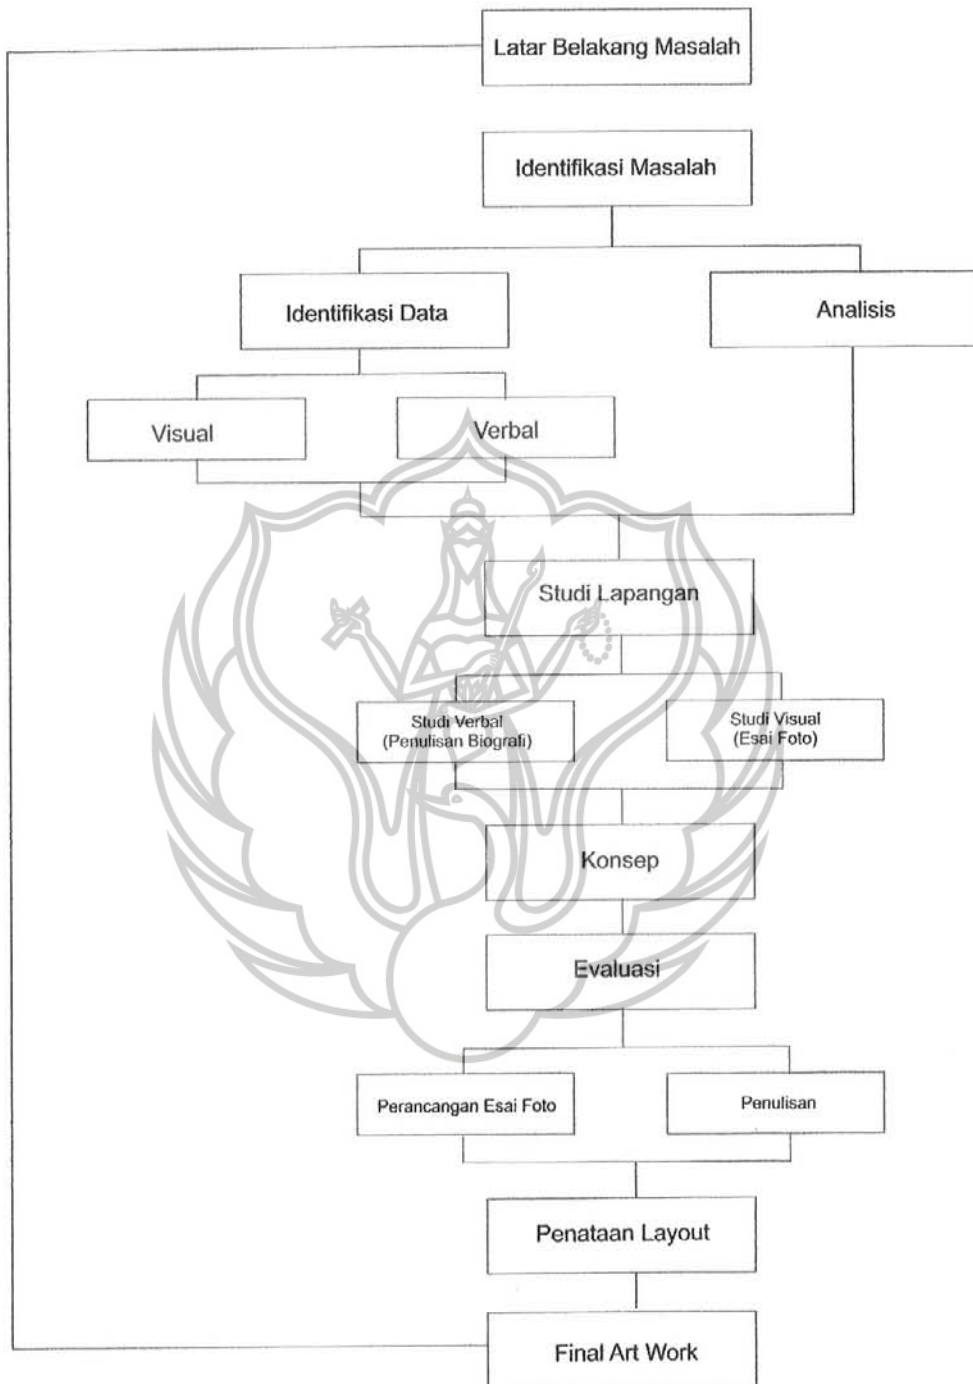 Latar Belakang Masalah
Identifikasi Masalah
Identifikasi Data
Analisis
Visual
Verbal
Studi Lapangan
Studi Verbal
(Penulisan Biografi)
Studi Visual
(Esai Foto)
Konsep
Evaluasi
Perancangan Esai Foto
Penulisan
Penataan Layout
Final Art Work